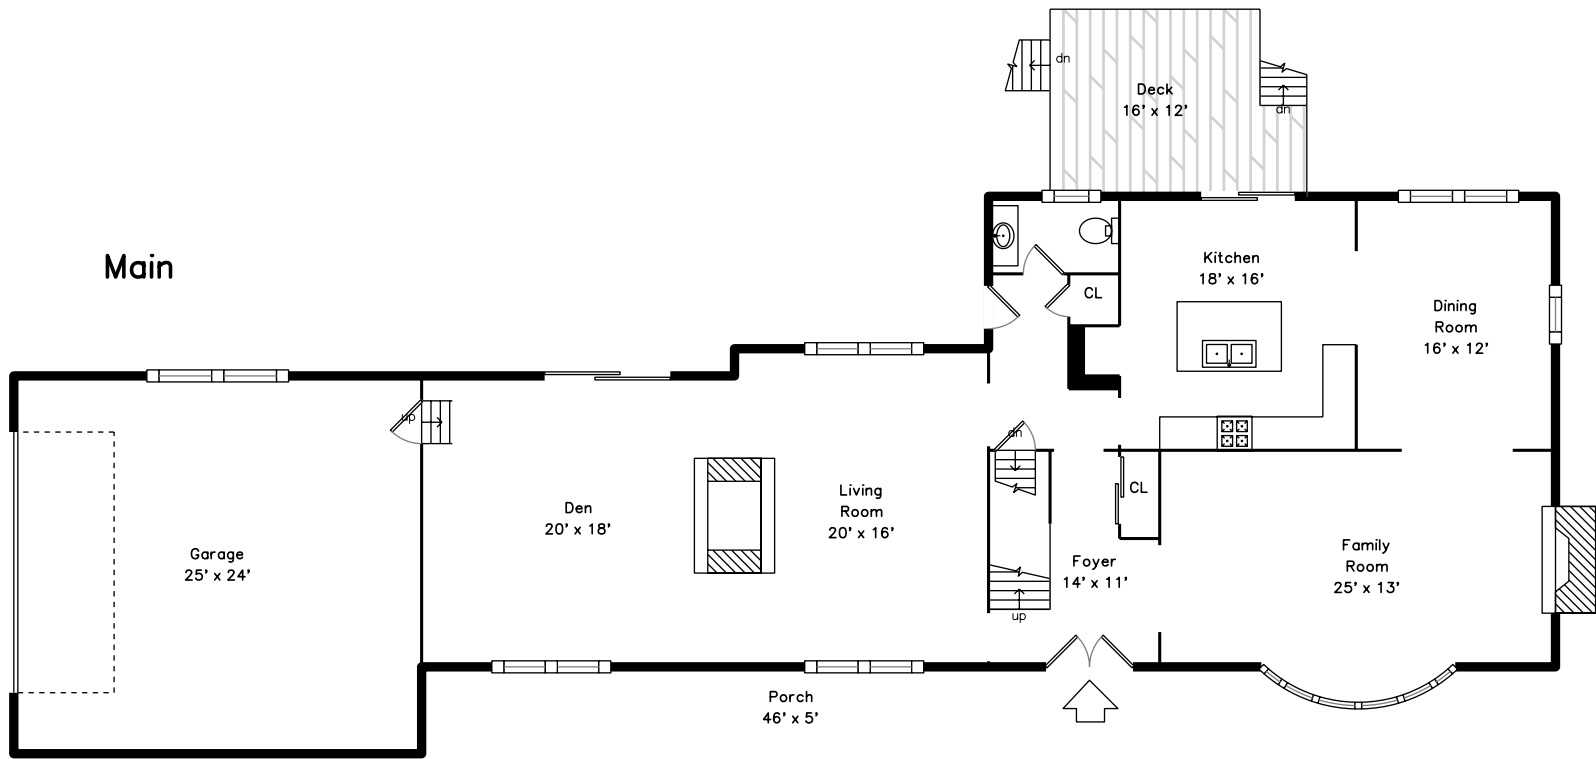 dn
Deck
16' x 12'
dn
Main
Kitchen
18' x 16'
CL
Dining
Room
16' x 12'
up
dn
Living
Room
20' x 16'
CL
Den
20' x 18'
Garage
25' x 24'
Family
Room
25' x 13'
Foyer
14' x 11'
up
Porch
46' x 5'